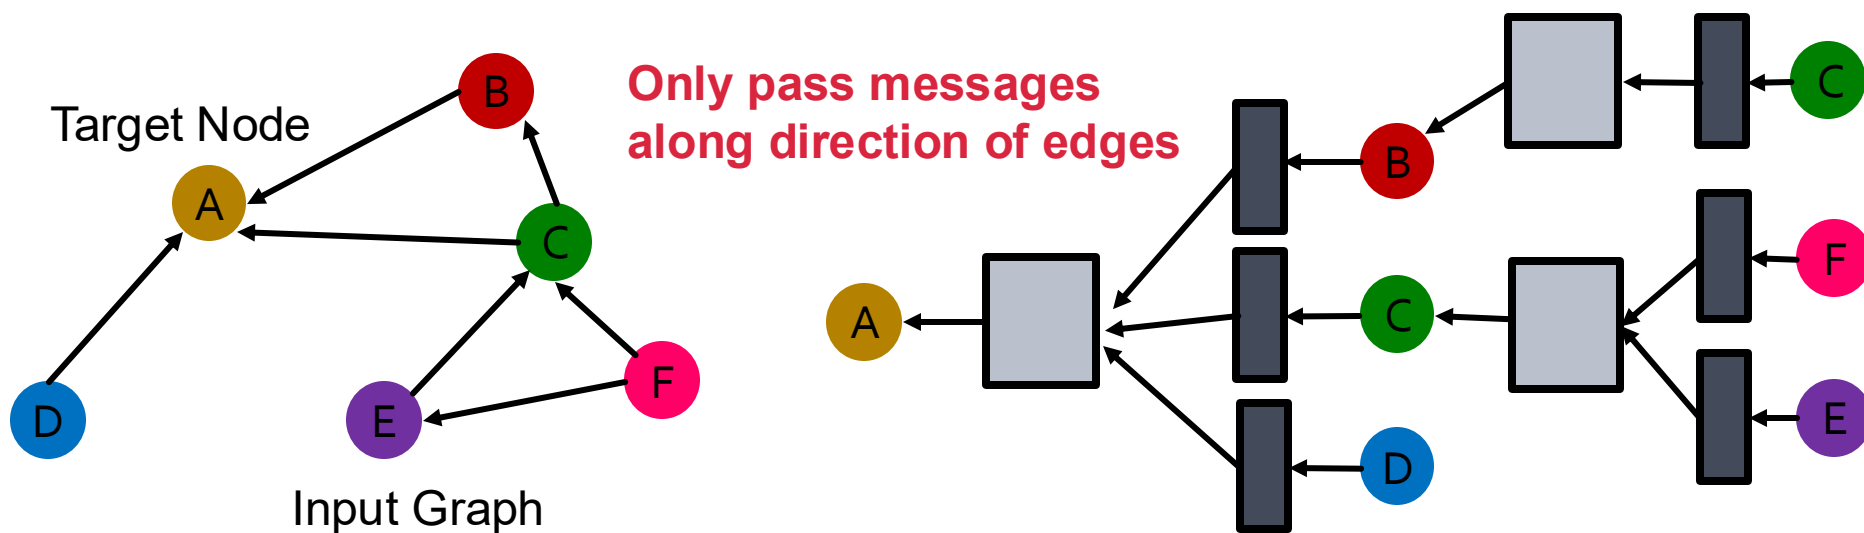 B
Target Node
A
C
D
E
F
Input Graph
Only pass messages
along direction of edges
C
B
F
A
C
E
D